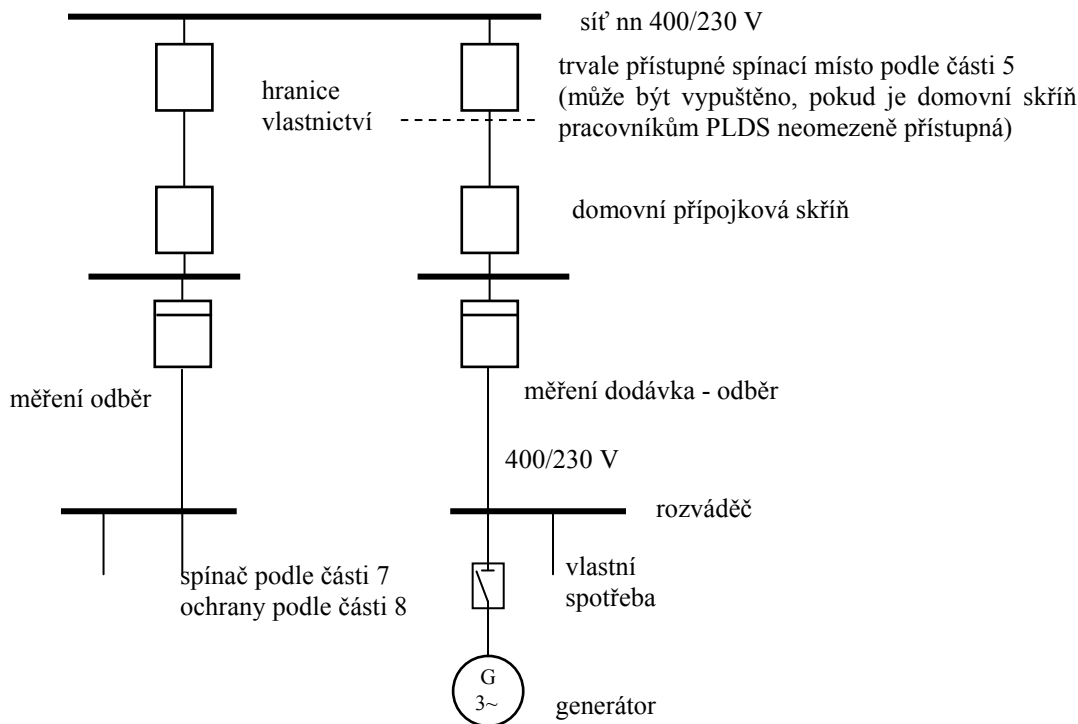 síť nn 400/230 V
trvale přístupné spínací místo podle části 5
(může být vypuštěno, pokud je domovní skříň
pracovníkům PLDS neomezeně přístupná)
hranice
vlastnictví
domovní přípojková skříň
měření odběr
měření dodávka - odběr
400/230 V
rozváděč
spínač podle části 7
ochrany podle části 8
vlastní
spotřeba
G
3~
generátor